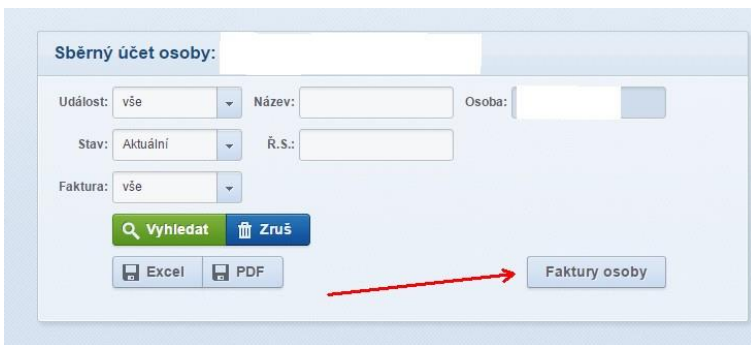 Sběrný účet osoby:
Událost: vše Název: Osoba:
Stav: Aktuální Ř.S.:
Faktura: vše
Vyhledat Zruš
Excel PDF Faktury osoby